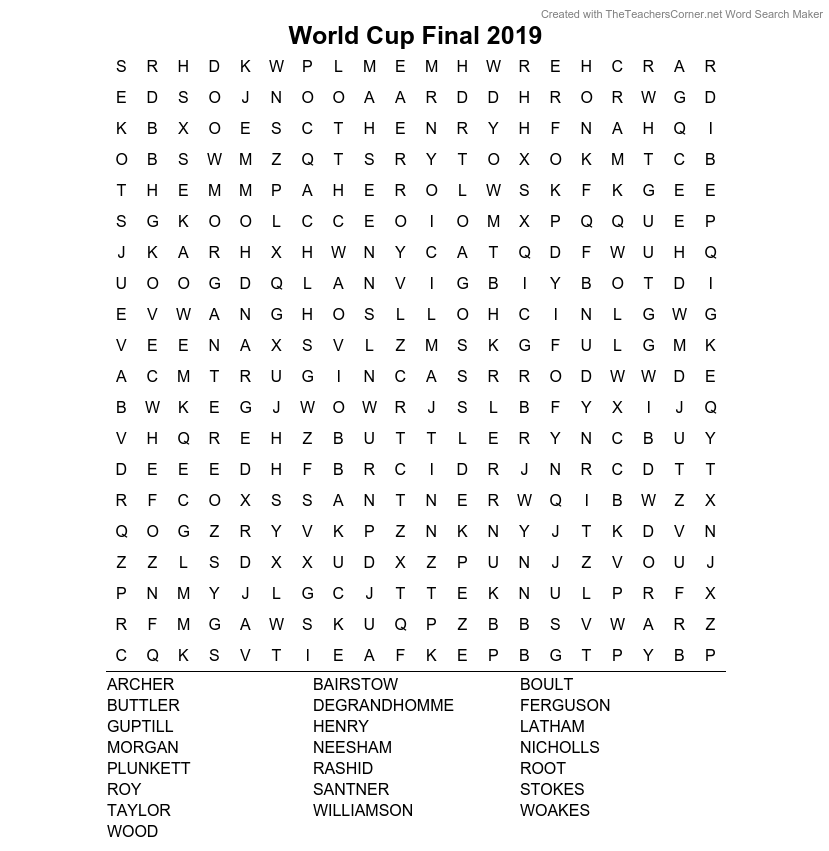 Created with TheTeachersCorner.net Word Search Maker
World Cup Final 2019
S R H D K W P L M E M H W R E H C R A R
E D S O J N O O A A R D D H R O R W G D
K B X O E S C T H E N R Y H F N A H Q I
O B S W M Z Q T S R Y T O X O K M T C B
T H E M M P A H E R O L W S K F K G E E
S G K O O L C C E O I O M X P Q Q U E P
J K A R H X H W N Y C A T Q D F W U H Q
U O O G D Q L A N V I G B I Y B O T D I
E V W A N G H O S L L O H C I N L G W G
V E E N A X S V L Z M S K G F U L G M K
A C M T R U G I N C A S R R O D W W D E
B W K E G J W O W R J S L B F Y X I J Q
V H Q R E H Z B U T T L E R Y N C B U Y
D E E E D H F B R C I D R J N R C D T T
R F C O X S S A N T N E R W Q I B W Z X
Q O G Z R Y V K P Z N K N Y J T K D V N
Z Z L S D X X U D X Z P U N J Z V O U J
P N M Y J L G C J T T E K N U L P R F X
R F M G A W S K U Q P Z B B S V W A R Z
C Q K S V T I E A F K E P B G T P Y B P
ARCHER BAIRSTOW BOULT
BUTTLER DEGRANDHOMME FERGUSON
GUPTILL HENRY LATHAM
MORGAN NEESHAM NICHOLLS
PLUNKETT RASHID ROOT
ROY SANTNER STOKES
TAYLOR WILLIAMSON WOAKES
WOOD